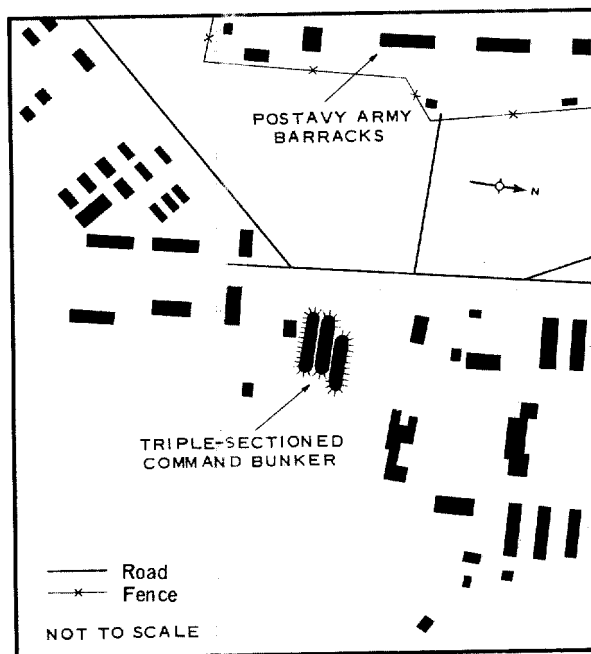 POSTAVY ARMY
BARRACKS
N
TRIPLE-SECTIONED
COMMAND BUNKER
Road
Fence
NOT TO SCALE